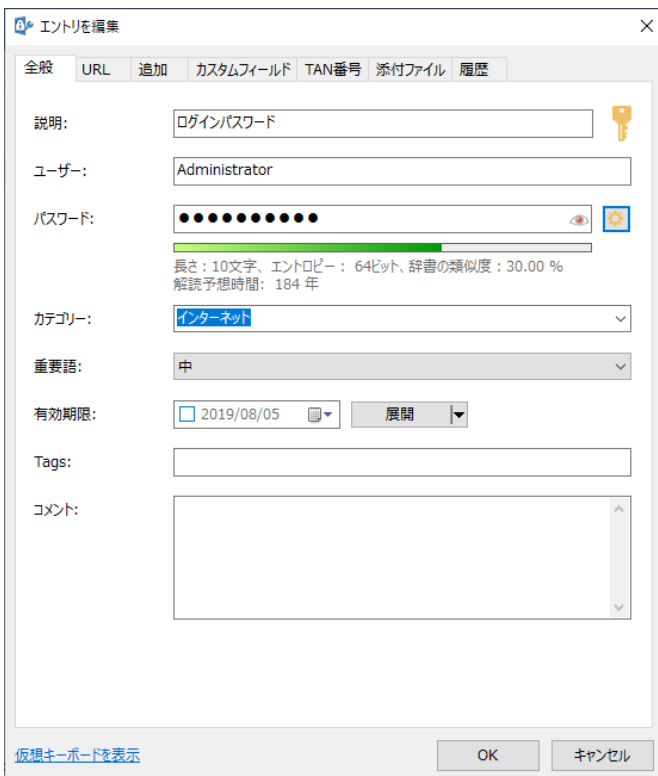 エントリを編集
全般 URL 追加 カスタムフィールド TAN番号 添付ファイル 履歴
説明: ログインパスワード
ユーザー: Administrator
パスワード: ●●●●●●●●●●
長さ : 10文字、エントロピー : 64ビット、辞書の類似度 : 30.00 %
解読予想時間: 184 年
カテゴリー: インターネット
重要語: 中
有効期限: 2019/08/05 展開
Tags:
コメント:
仮想キーボードを表示 OK キャンセル